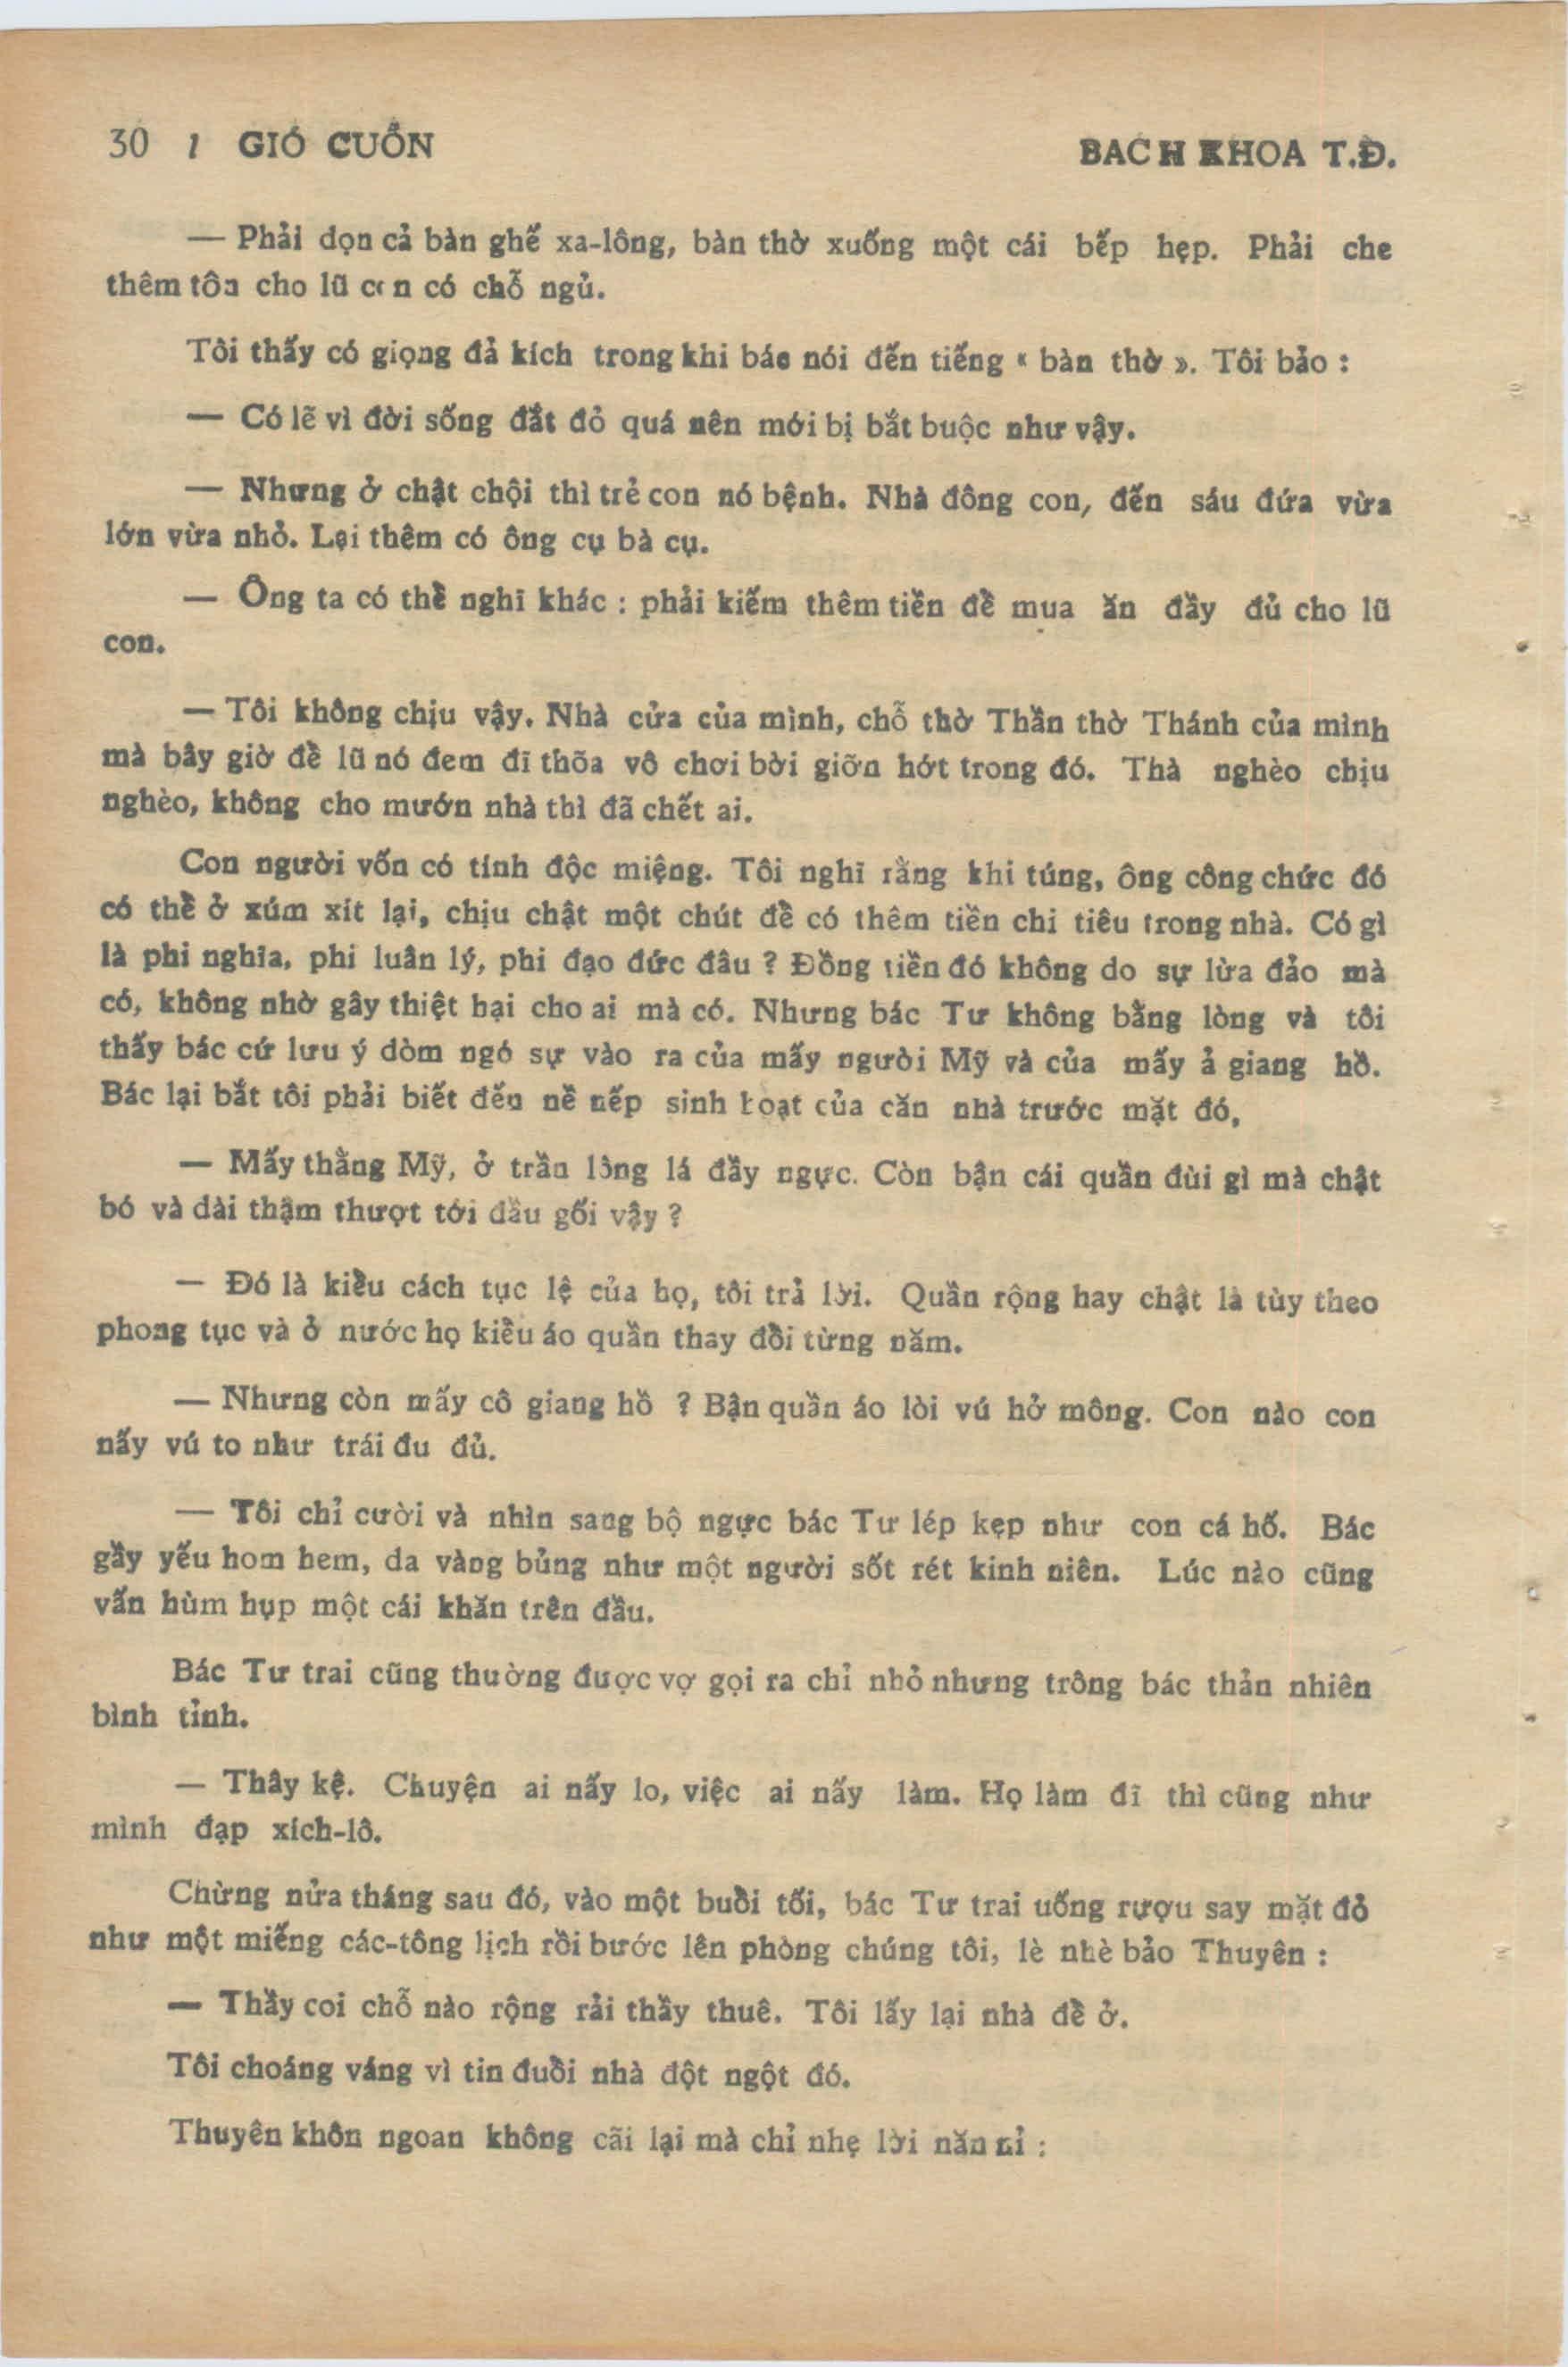 30 / GIÓ CUỐN
BACH KHOA T.Đ.
— Phải dọn cả bàn ghế xa-lông, bàn thờ xuống một cái bếp hẹp. Phải che
thêm tôn cho lũ con có chỗ ngủ.
Tôi thấy có giọng đả kích trong khi bác nói đến tiếng « bàn thờ ». Tôi bảo :
— Có lẽ vì đời sống đắt đỏ quá nên mới bị bắt buộc như vậy.
— Nhưng ở chật chội thì trẻ con nó bệnh. Nhà đông con, đến sáu đứa vừa
lớn vừa nhỏ. Lại thêm có ông cụ bà cụ.
— Ông ta có thể nghĩ khác : phải kiếm thêm tiền để mua ăn đầy đủ cho lũ
con.
— Tôi không chịu vậy. Nhà cửa của mình, chỗ thờ Thần thờ Thánh của mình
mà bây giờ để lũ nó đem đĩ thõa vô chơi bời giỡn hớt trong đó. Thà nghèo chịu
nghèo, không cho mướn nhà thì đã chết ai.
Con người vốn có tính độc miệng. Tôi nghĩ rằng khi túng, ông công chức đó
có thể ở xúm xít lại, chịu chật một chút để có thêm tiền chi tiêu trong nhà. Có gì
là phi nghĩa, phi luân lý, phi đạo đức đâu ? Đồng tiền đó không do sự lừa đảo mà
có, không nhờ gây thiệt hại cho ai mà có. Nhưng bác Tư không bằng lòng và tôi
thấy bác cứ lưu ý dòm ngó sự vào ra của mấy người Mỹ và của mấy ả giang hồ.
Bác lại bắt tôi phải biết đến nề nếp sinh hoạt của căn nhà trước mặt đó,
— Mấy thằng Mỹ, ở trần lông lá đầy ngực. Còn bận cái quần đùi gì mà chật
bó và dài thậm thượt tới đầu gối vậy ?
— Đó là kiểu cách tục lệ của họ, tôi trả lời. Quần rộng hay chật là tùy theo
phong tục và ở nước họ kiểu áo quần thay đổi từng năm.
— Nhưng còn mấy cô giang hồ ? Bận quần áo lòi vú hở mông. Con nào con
nấy vú to như trái đu đủ.
— Tôi chỉ cười và nhìn sang bộ ngực bác Tư lép kẹp như con cá hố. Bác
gầy yếu hom hem, da vàng bủng như một người sốt rét kinh niên. Lúc nào cũng
vấn hùm hụp một cái khăn trên đầu.
Bác Tư trai cũng thuờng được vợ gọi ra chỉ nhỏ nhưng trông bác thản nhiên
bình tỉnh.
— Thây kệ. Chuyện ai nấy lo, việc ai nấy làm. Họ làm đĩ thì cũng như
mình đạp xích-lô.
Chừng nửa tháng sau đó, vào một buổi tối, bác Tư trai uống rượu say mặt đỏ
như một miếng các-tông lịch rồi bước lên phòng chúng tôi, lè nhè bảo Thuyên :
— Thầy coi chỗ nào rộng rải thầy thuê. Tôi lấy lại nhà để ở.
Tôi choáng váng vì tin đuổi nhà đột ngột đó.
Thuyên khôn ngoan không cãi lại mà chỉ nhẹ lời năn nỉ :